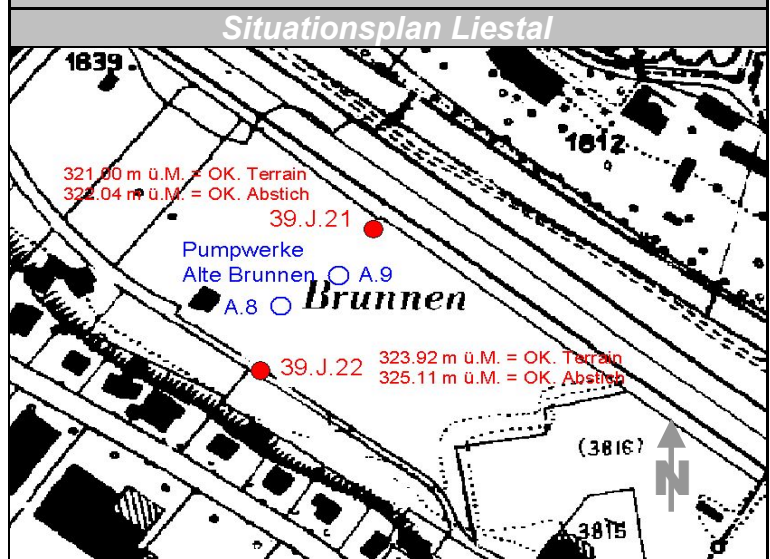 Situationsplan Liestal
1839
1812
321.00 m ü.M. = OK. Terrain
322.04 m ü.M. = OK. Abstich
39.J.21
Pumpwerke
Alte Brunnen
A.9
A.8
Brunnen
39.J.22
323.92 m ü.M. = OK. Terrain
325.11 m ü.M. = OK. Abstich
(3816)
N
3815